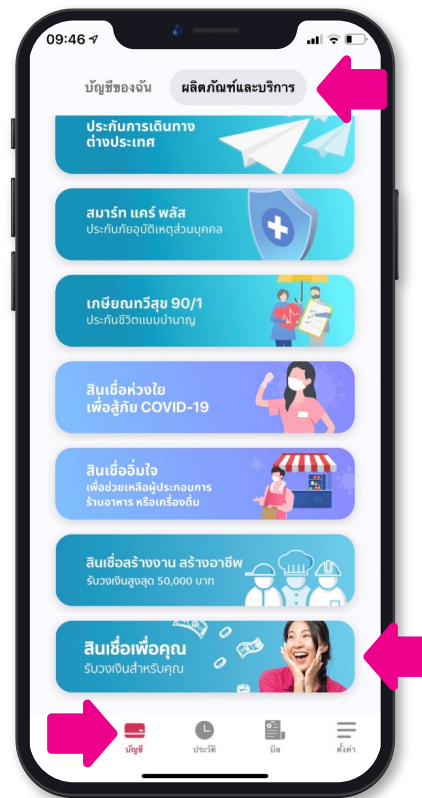 09:46
บัญชีของฉัน
ผลิตภัณฑ์และบริการ
ประกันการเดินทาง
ต่างประเทศ
สมาร์ท แคร์ พลัส
ประกันภัยอุบัติเหตุส่วนบุคคล
เกษียณทวีสุข 90/1
ประกันชีวิตแบบบำนาญ
สินเชื่อห่วงใย
เพื่อสู้ภัย COVID-19
สินเชื่ออิ่มใจ
เพื่อช่วยเหลือผู้ประกอบการ
ร้านอาหาร หรือเครื่องดื่ม
สินเชื่อสร้างงาน สร้างอาชีพ
รับวงเงินสูงสุด 50,000 บาท
สินเชื่อเพื่อคุณ
รับวงเงินสำหรับคุณ
บัญชี
ประวัติ
บิล
ตั้งค่า